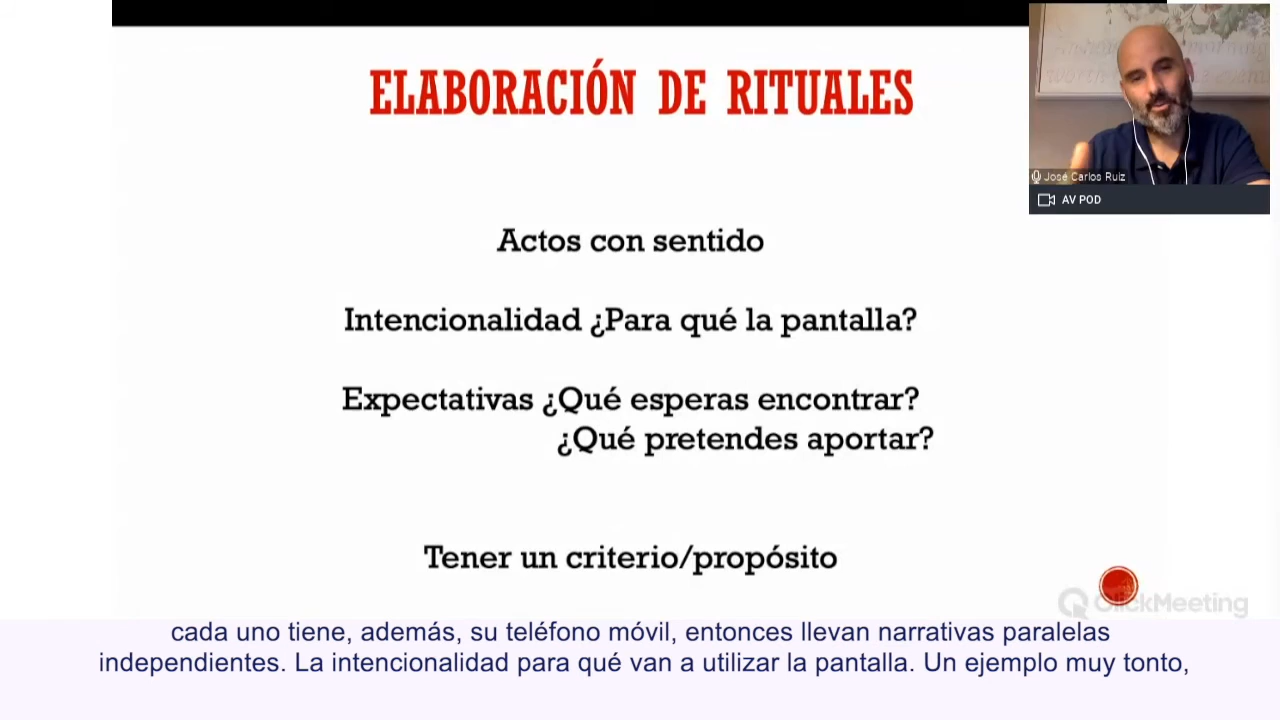 ELABORACIÓN DE RITUALES
José Carlos Ruiz
AV POD
Actos con sentido
Intencionalidad ¿Para qué la pantalla?
Expectativas ¿Qué esperas encontrar?
¿Qué pretendes aportar?
Tener un criterio/propósito
ClickMeeting
cada uno tiene, además, su teléfono móvil, entonces llevan narrativas paralelas
independientes. La intencionalidad para qué van a utilizar la pantalla. Un ejemplo muy tonto,